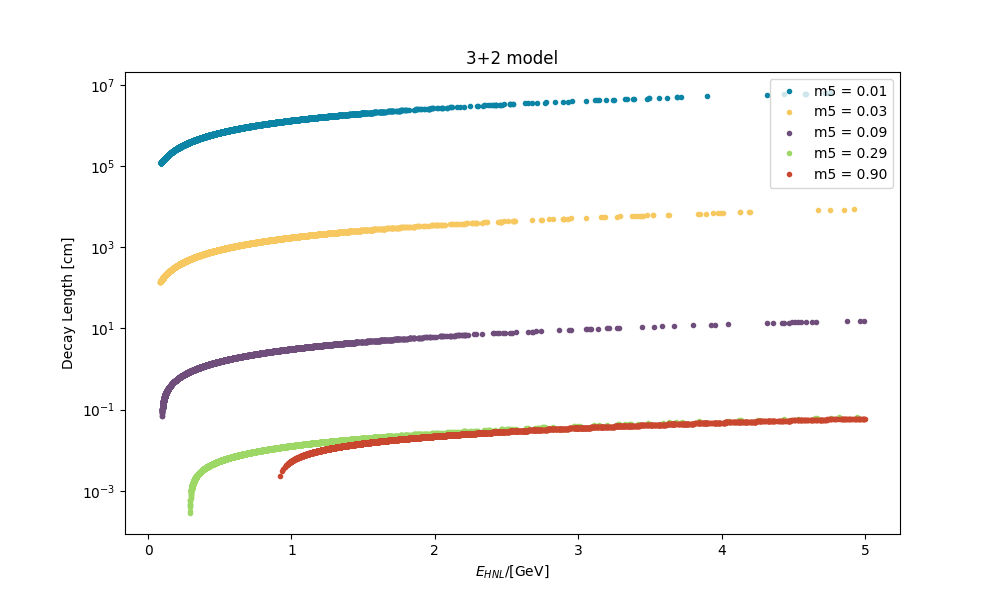 3+2 model
Decay Length [cm]
10^7
10^5
10^3
10^1
10^-1
10^-3
m5 = 0.01
m5 = 0.03
m5 = 0.09
m5 = 0.29
m5 = 0.90
0 1 2 3 4 5
E_HNL/[GeV]